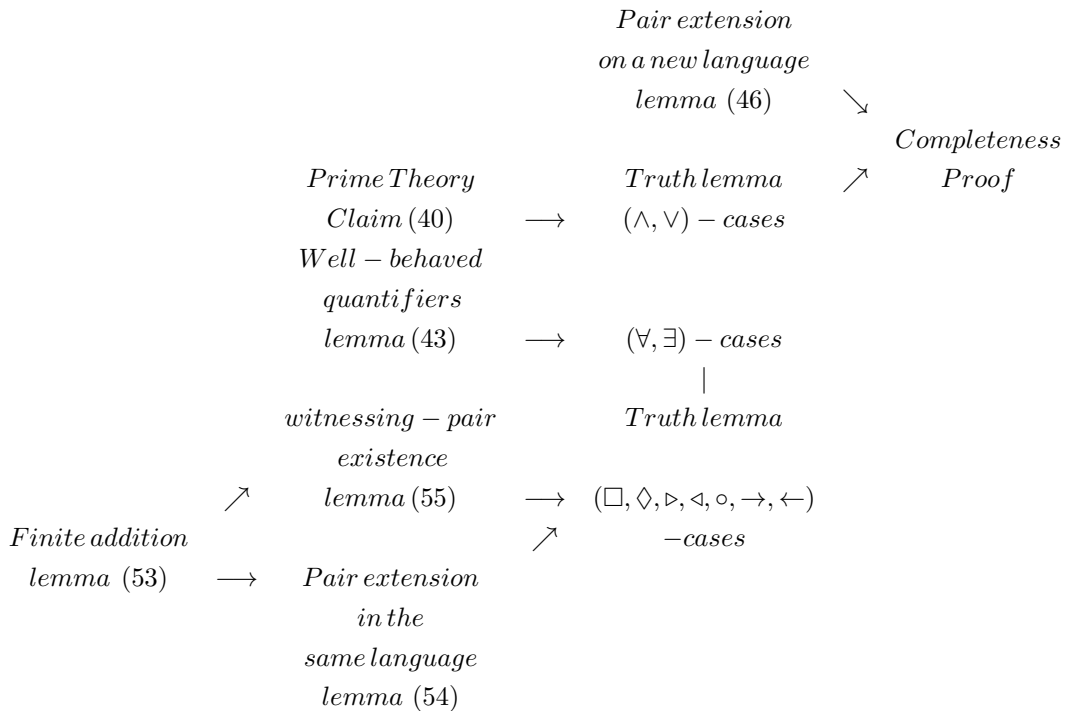 Pair extension
on a new language
lemma (46) ↘
Completeness
Prime Theory Truth lemma ↗ Proof
Claim (40) ⟶ (∧, ∨) − cases
Well − behaved
quantifiers
lemma (43) ⟶ (∀, ∃) − cases
|
witnessing − pair Truth lemma
existence
↗ lemma (55) ⟶ (□, ◊, ▹, ◃, ∘, →, ←)
Finite addition ↗ −cases
lemma (53) ⟶ Pair extension
in the
same language
lemma (54)